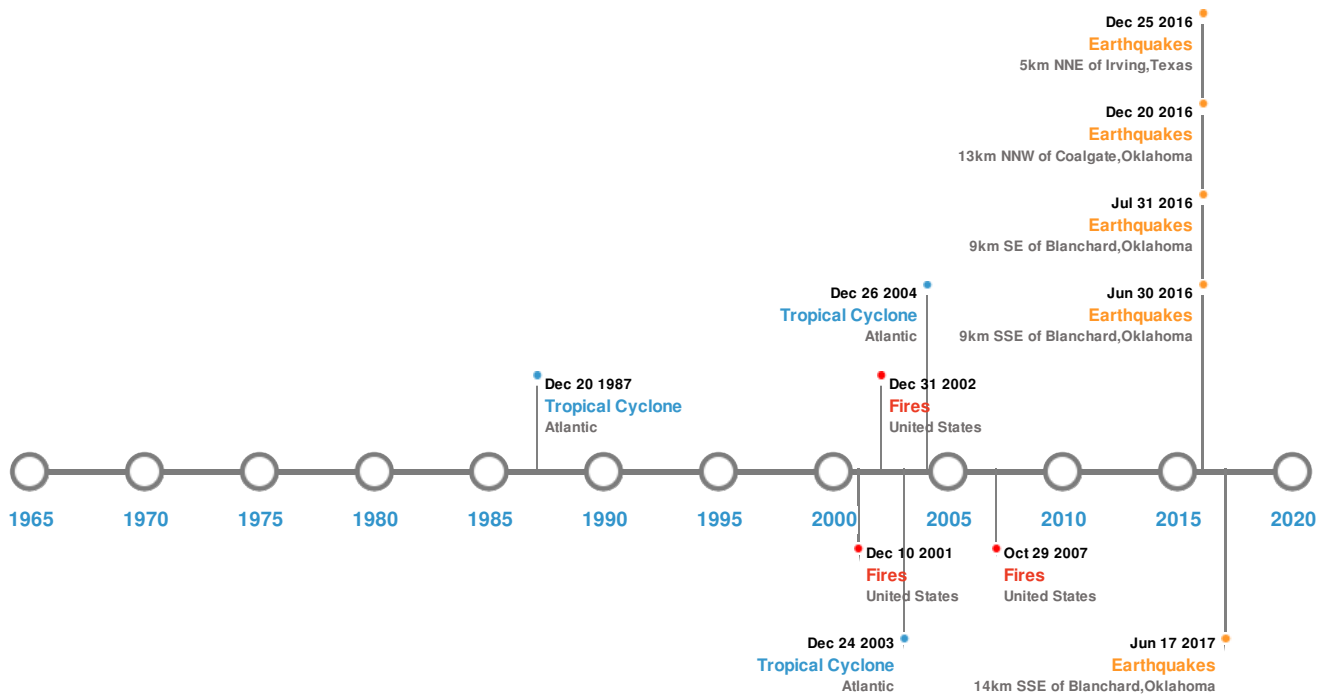 Dec 25 2016
Earthquakes
5km NNE of Irving,Texas
Dec 20 2016
Earthquakes
13km NNW of Coalgate,Oklahoma
Jul 31 2016
Earthquakes
9km SE of Blanchard,Oklahoma
Dec 26 2004
Tropical Cyclone
Atlantic
Jun 30 2016
Earthquakes
9km SSE of Blanchard,Oklahoma
Dec 20 1987
Tropical Cyclone
Atlantic
Dec 31 2002
Fires
United States
1965 1970 1975 1980 1985 1990 1995 2000 2005 2010 2015 2020
Dec 10 2001
Fires
United States
Oct 29 2007
Fires
United States
Dec 24 2003
Tropical Cyclone
Atlantic
Jun 17 2017
Earthquakes
14km SSE of Blanchard,Oklahoma